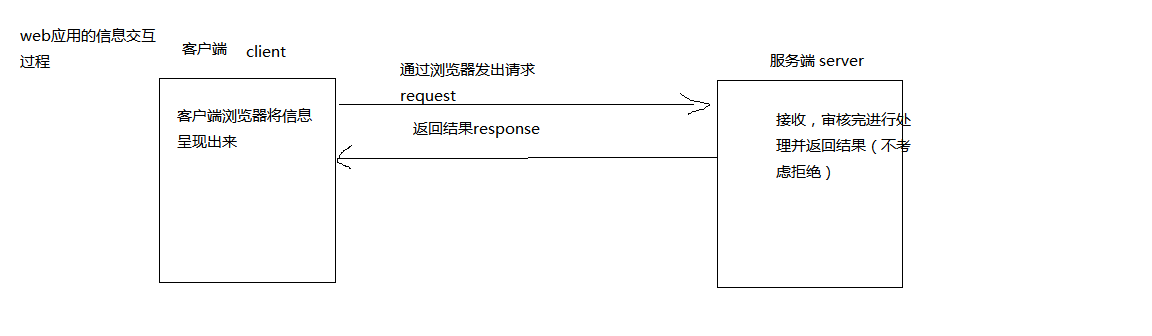 web应用的信息交互
过程
客户端 client
客户端浏览器将信息
呈现出来
通过浏览器发出请求
request
返回结果response
服务端 server
接收，审核完进行处
理并返回结果（不考
虑拒绝）